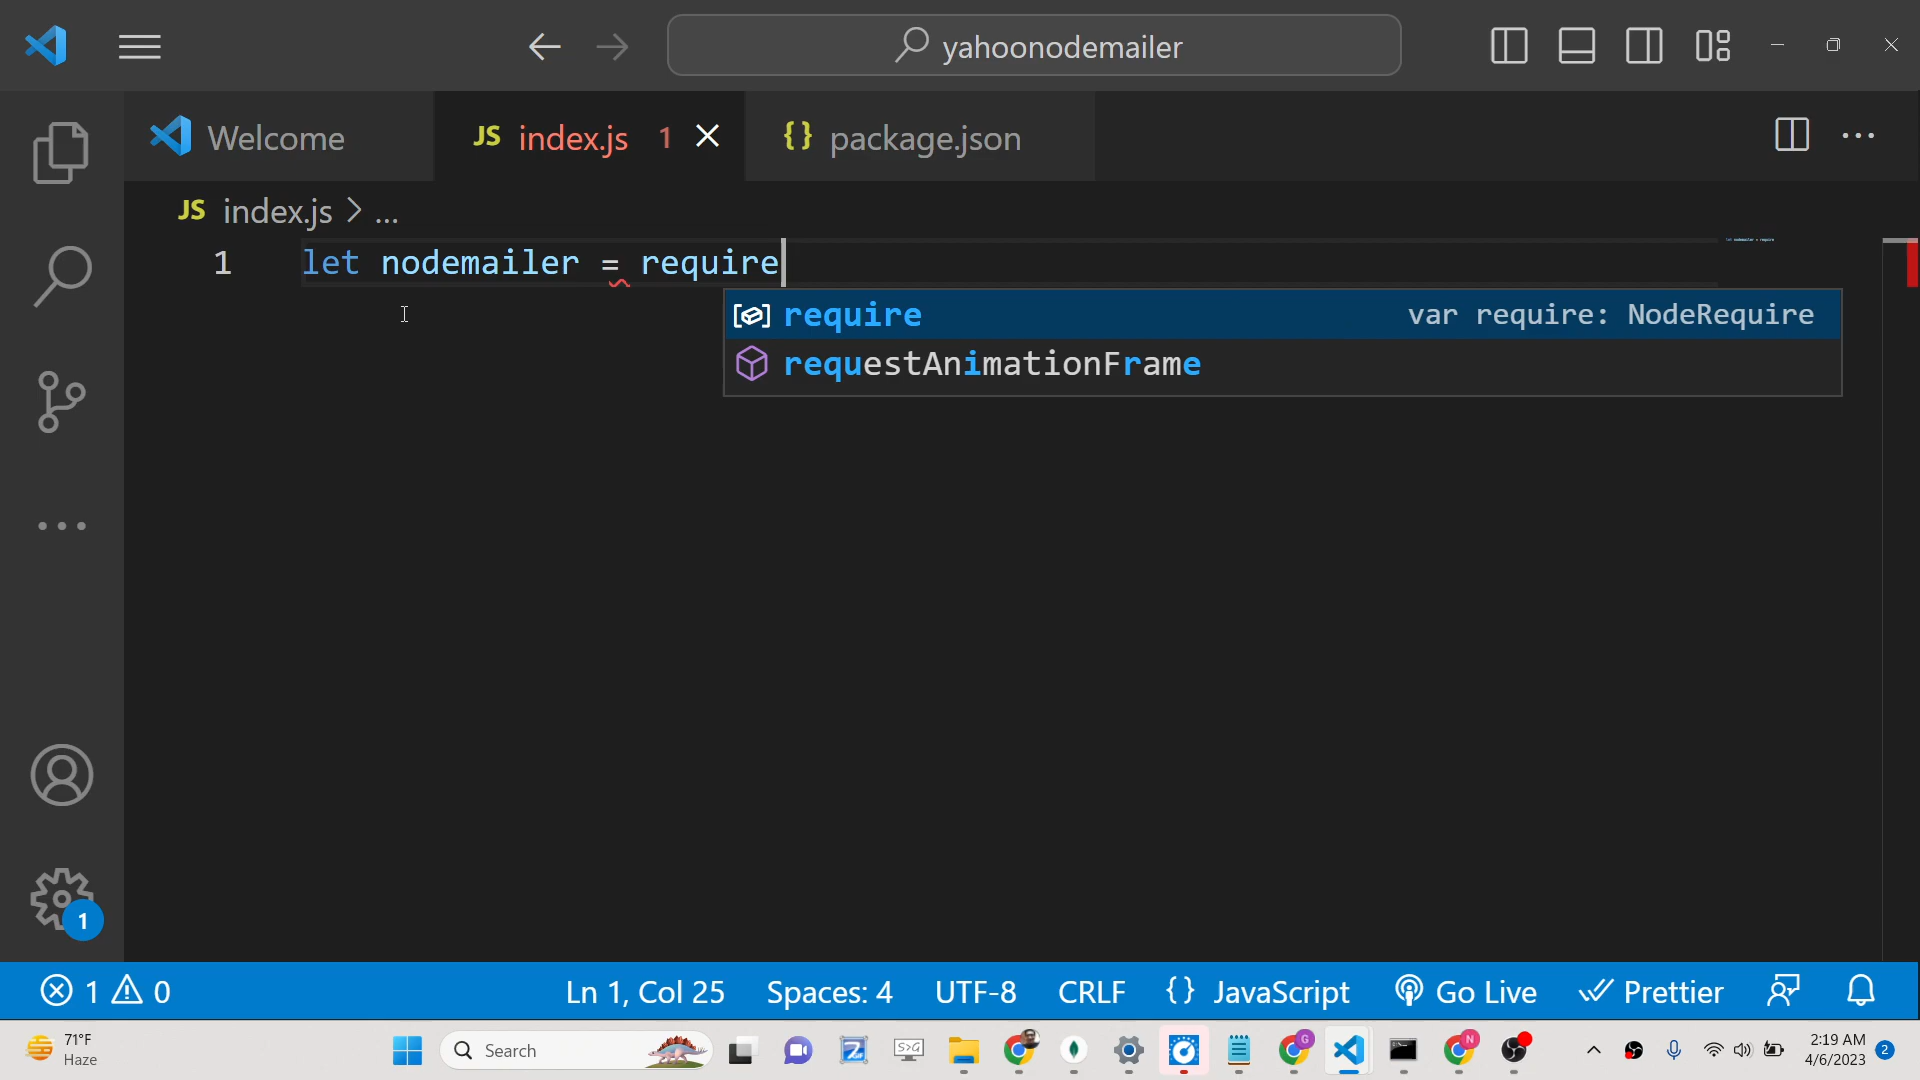 yahoonodemailer
Welcome
JS index.js 1
{} package.json
JS index.js > ...
1 let nodemailer = require
require var require: NodeRequire
requestAnimationFrame
1
1 0 Ln 1, Col 25 Spaces: 4 UTF-8 CRLF {} JavaScript Go Live Prettier
71°F
Haze
Search
S>G
G
N
2:19 AM
4/6/2023
2